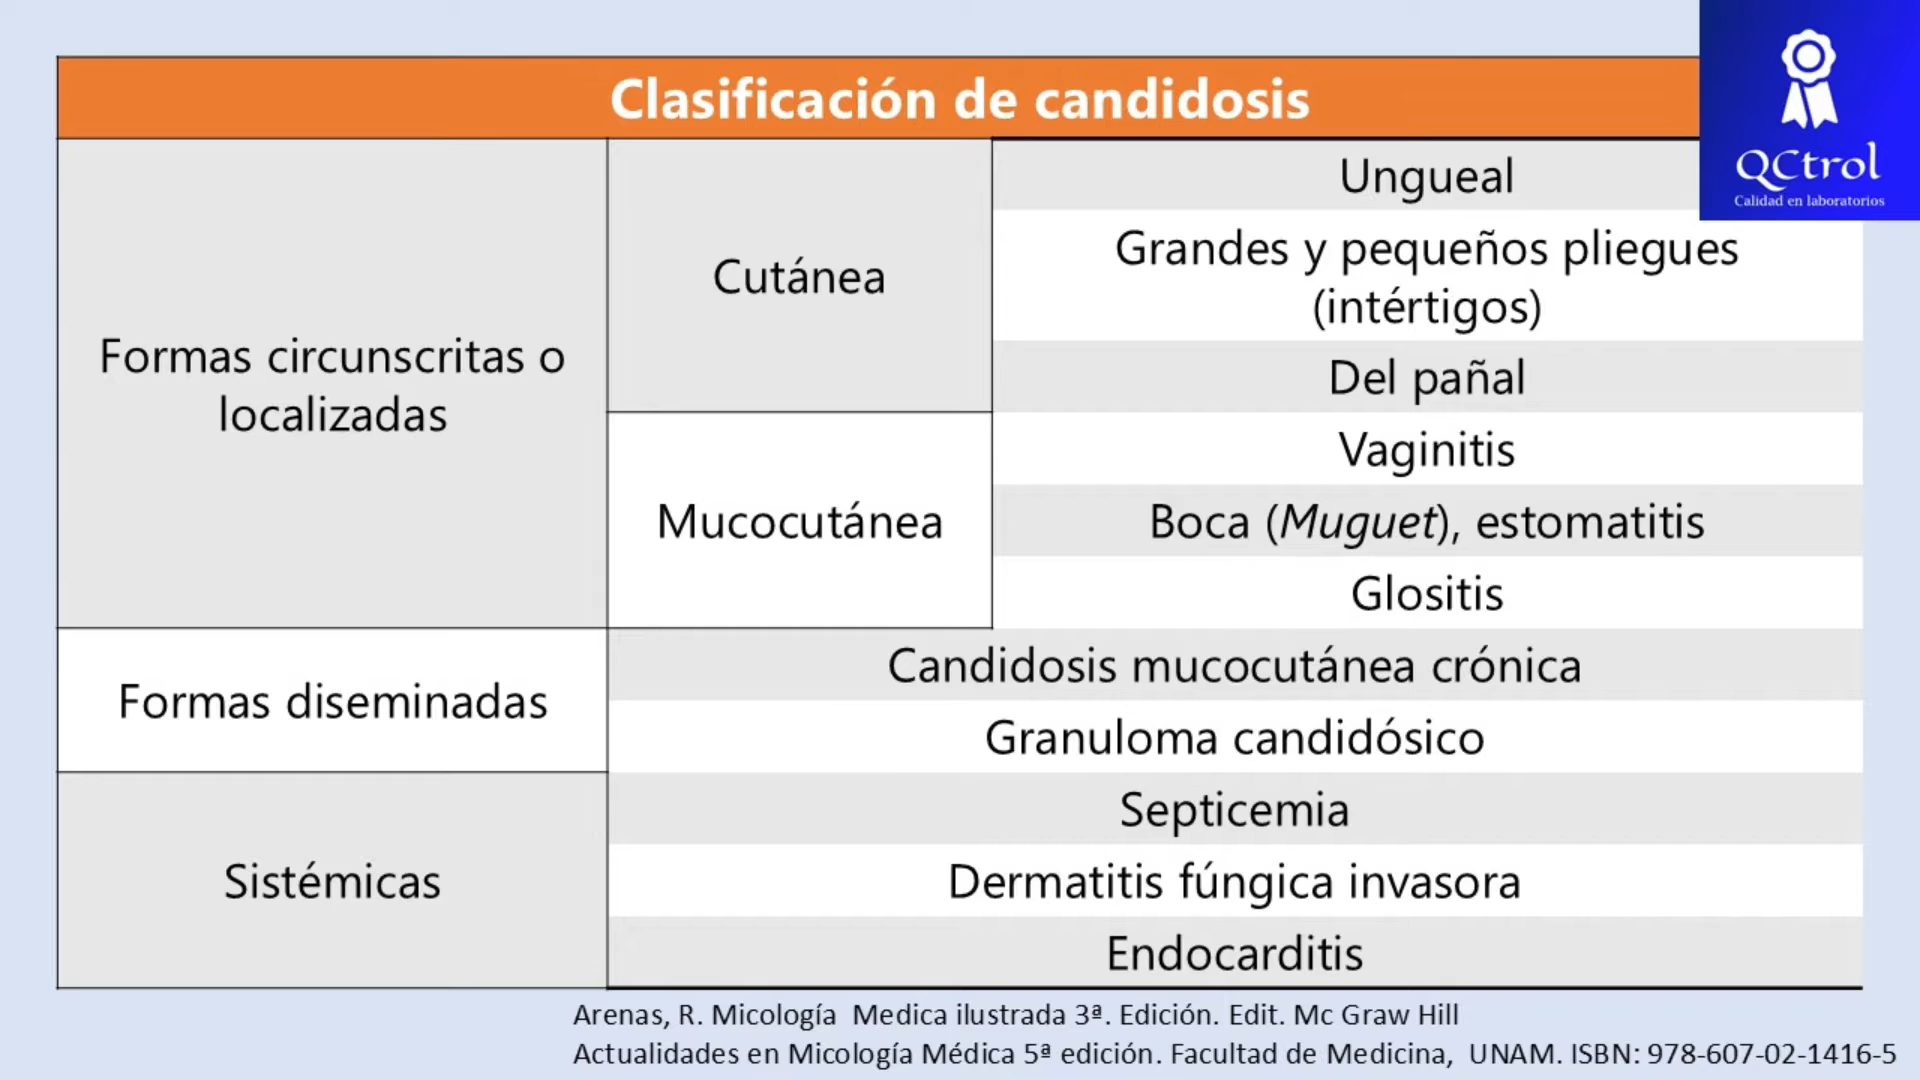 Clasificación de candidosis
QCtrol
Calidad en laboratorios
Formas circunscritas o
localizadas
Cutánea
Ungueal
Grandes y pequeños pliegues
(intértigos)
Del pañal
Mucocutánea
Vaginitis
Boca (Muguet), estomatitis
Glositis
Formas diseminadas
Candidosis mucocutánea crónica
Granuloma candidósico
Sistémicas
Septicemia
Dermatitis fúngica invasora
Endocarditis
Arenas, R. Micología  Medica ilustrada 3ª. Edición. Edit. Mc Graw Hill
Actualidades en Micología Médica 5ª edición. Facultad de Medicina,  UNAM. ISBN: 978-607-02-1416-5